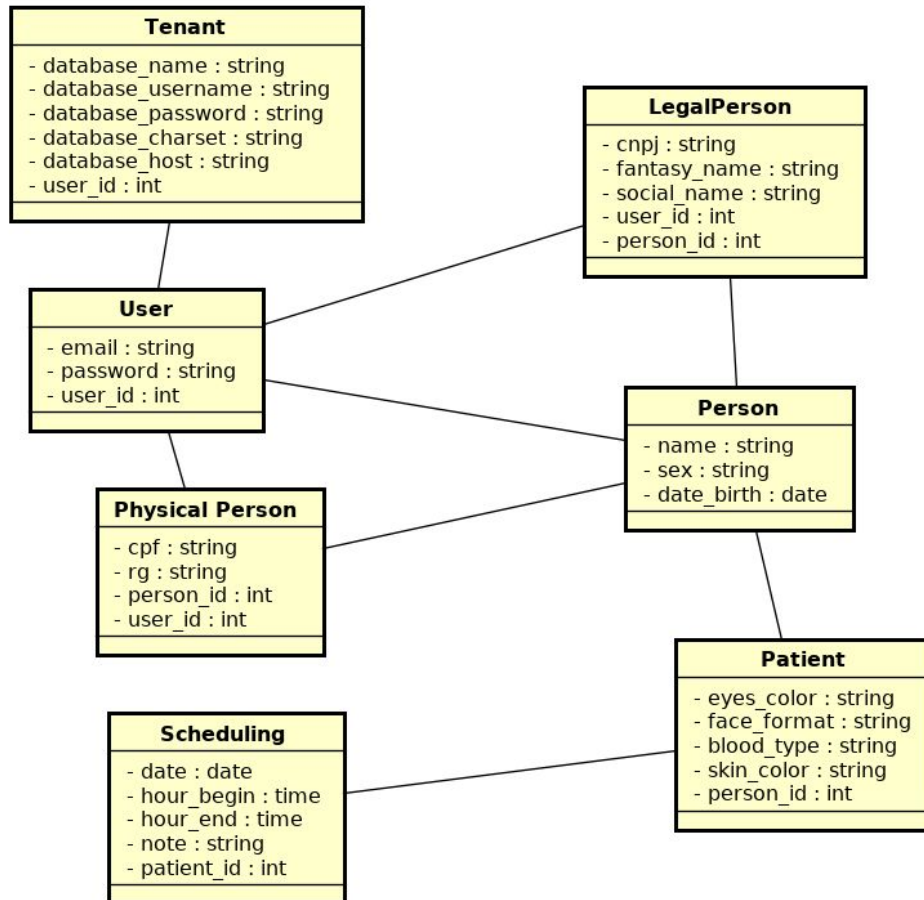 Tenant
- database_name : string
- database_username : string
- database_password : string
- database_charset : string
- database_host : string
- user_id : int
LegalPerson
- cnpj : string
- fantasy_name : string
- social_name : string
- user_id : int
- person_id : int
User
- email : string
- password : string
- user_id : int
Person
- name : string
- sex : string
- date_birth : date
Physical Person
- cpf : string
- rg : string
- person_id : int
- user_id : int
Patient
- eyes_color : string
- face_format : string
- blood_type : string
- skin_color : string
- person_id : int
Scheduling
- date : date
- hour_begin : time
- hour_end : time
- note : string
- patient_id : int